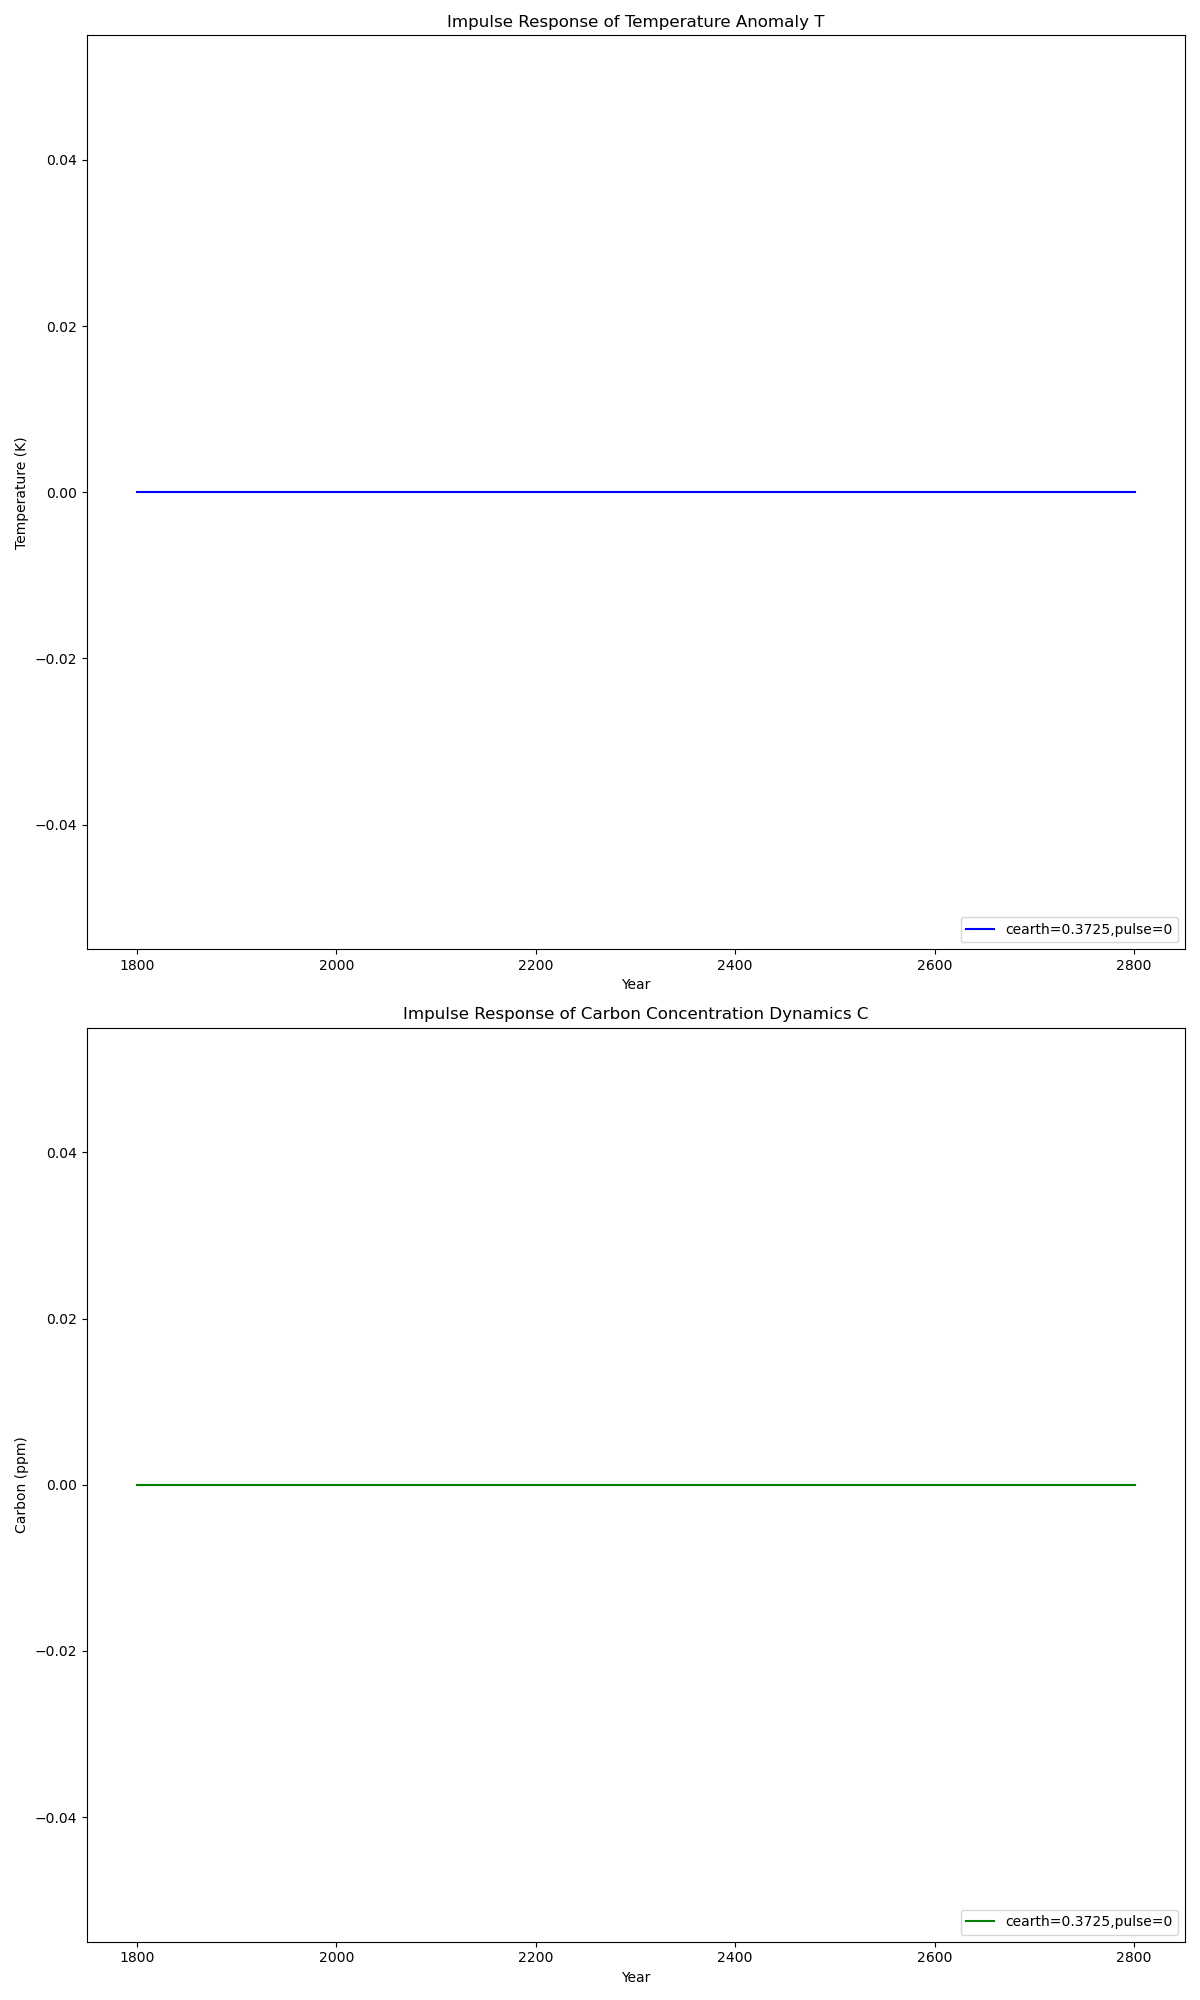 Impulse Response of Temperature Anomaly T
0.04
0.02
0.00
−0.02
−0.04
Temperature (K)
cearth=0.3725,pulse=0
1800 2000 2200 2400 2600 2800
Year
Impulse Response of Carbon Concentration Dynamics C
0.04
0.02
0.00
−0.02
−0.04
Carbon (ppm)
cearth=0.3725,pulse=0
1800 2000 2200 2400 2600 2800
Year